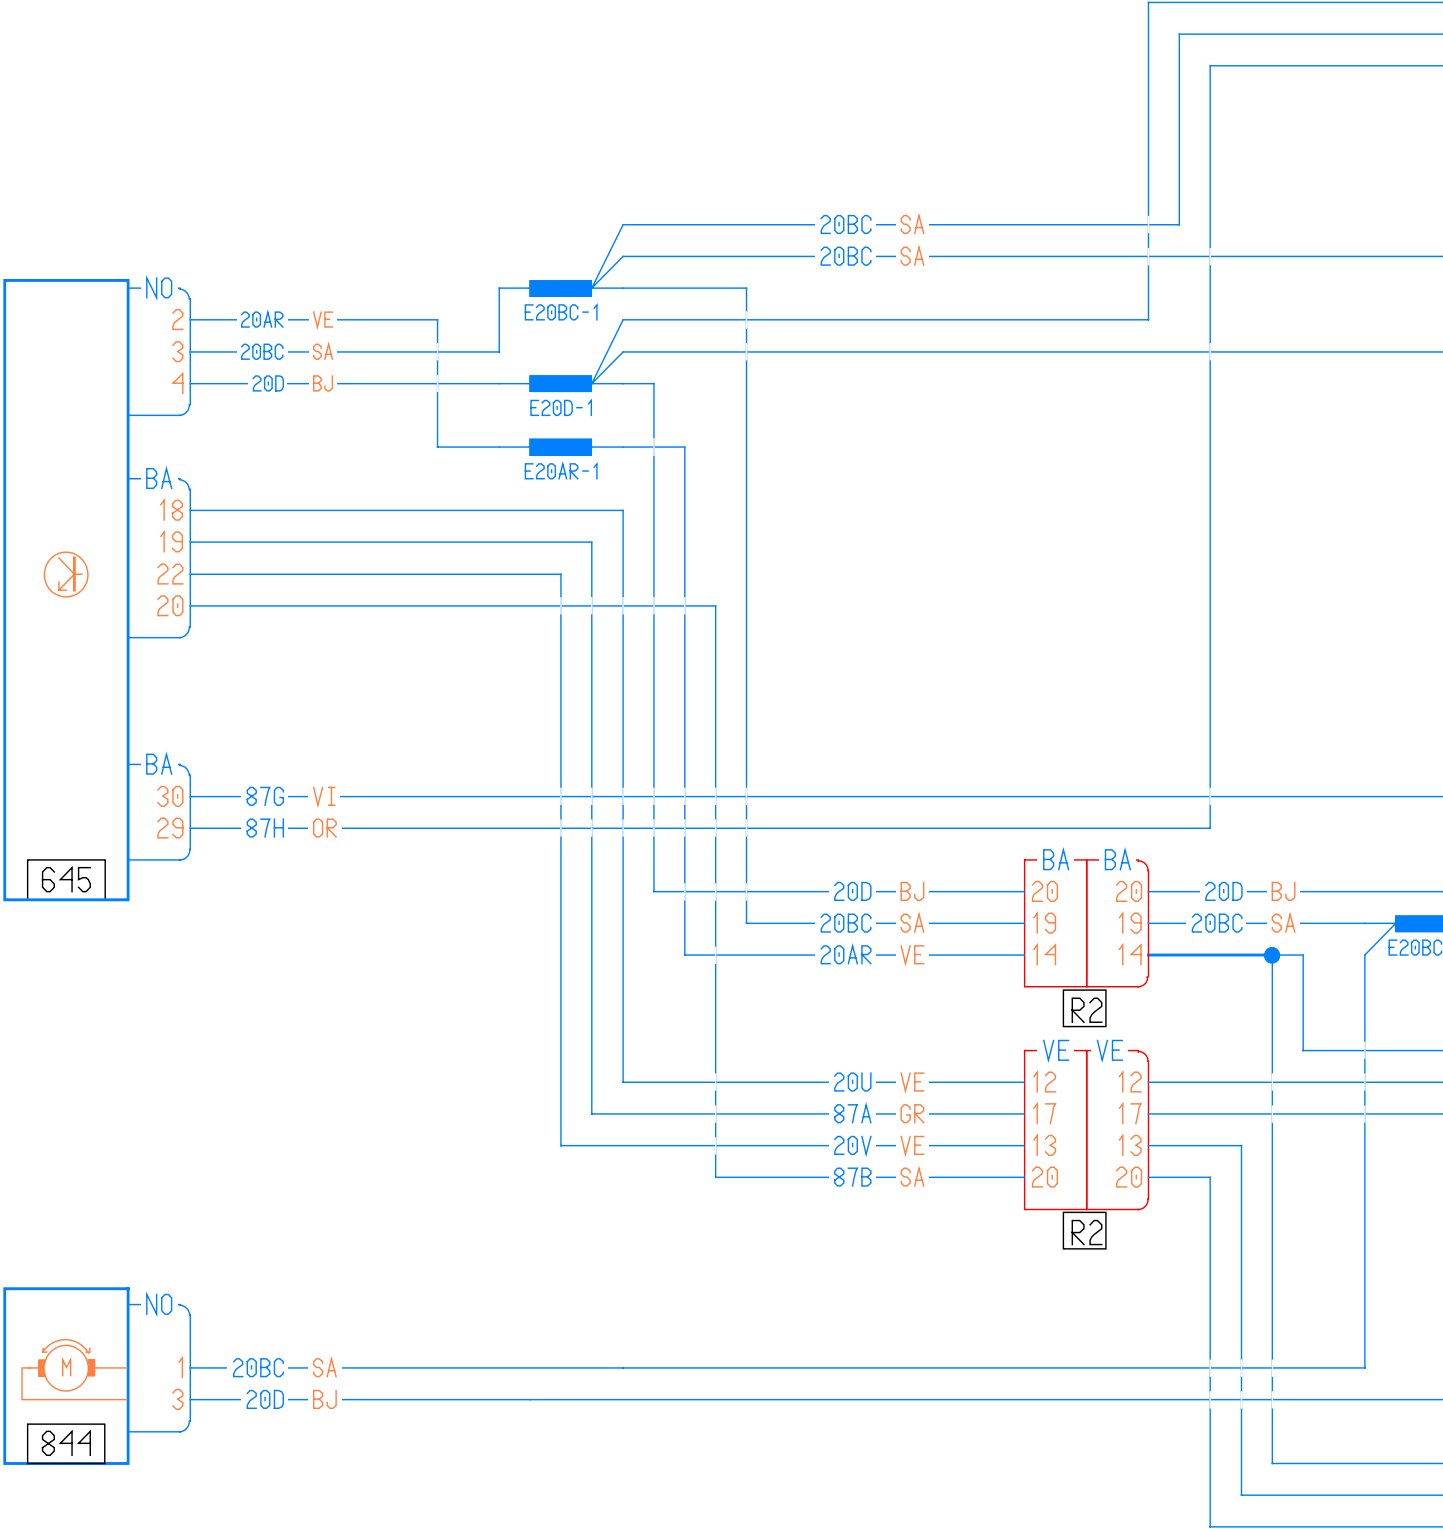 20BC SA
20BC SA
NO
E20BC-1
2 20AR VE
3 20BC SA
4 20D BJ
E20D-1
E20AR-1
BA
18
19
22
20
BA
30 87G VI
29 87H OR
645
BA BA
20D BJ 20 20 20D BJ
20BC SA 19 19 20BC SA
E20BC
20AR VE 14 14
R2
VE VE
20U VE 12 12
87A GR 17 17
20V VE 13 13
87B SA 20 20
R2
NO
M
1 20BC SA
3 20D BJ
844